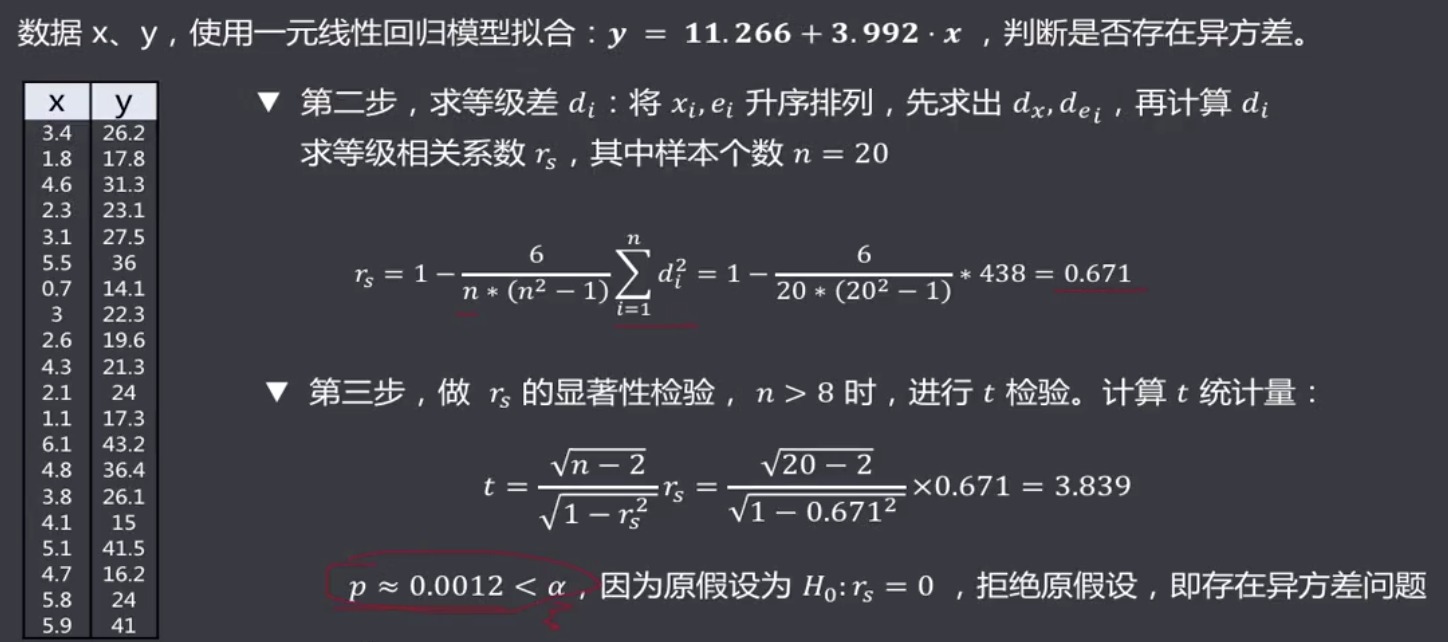 数据 x、y，使用一元线性回归模型拟合：y = 11.266 + 3.992 · x ，判断是否存在异方差。
x y
3.4 26.2
1.8 17.8
4.6 31.3
2.3 23.1
3.1 27.5
5.5 36
0.7 14.1
3 22.3
2.6 19.6
4.3 21.3
2.1 24
1.1 17.3
6.1 43.2
4.8 36.4
3.8 26.1
4.1 15
5.1 41.5
4.7 16.2
5.8 24
5.9 41
▼ 第二步，求等级差 d_i：将 x_i, e_i 升序排列，先求出 d_x, d_{e_i}，再计算 d_i
求等级相关系数 r_s，其中样本个数 n = 20
r_s = 1 − \frac{6}{n * (n^2 − 1)} \sum_{i=1}^{n} d_i^2 = 1 − \frac{6}{20 * (20^2 − 1)} * 438 = 0.671
▼ 第三步，做 r_s 的显著性检验， n > 8 时，进行 t 检验。计算 t 统计量：
t = \frac{\sqrt{n − 2}}{\sqrt{1 − r_s^2}} r_s = \frac{\sqrt{20 − 2}}{\sqrt{1 − 0.671^2}} ×0.671 = 3.839
p ≈ 0.0012 < α，因为原假设为 H_0: r_s = 0 ，拒绝原假设，即存在异方差问题